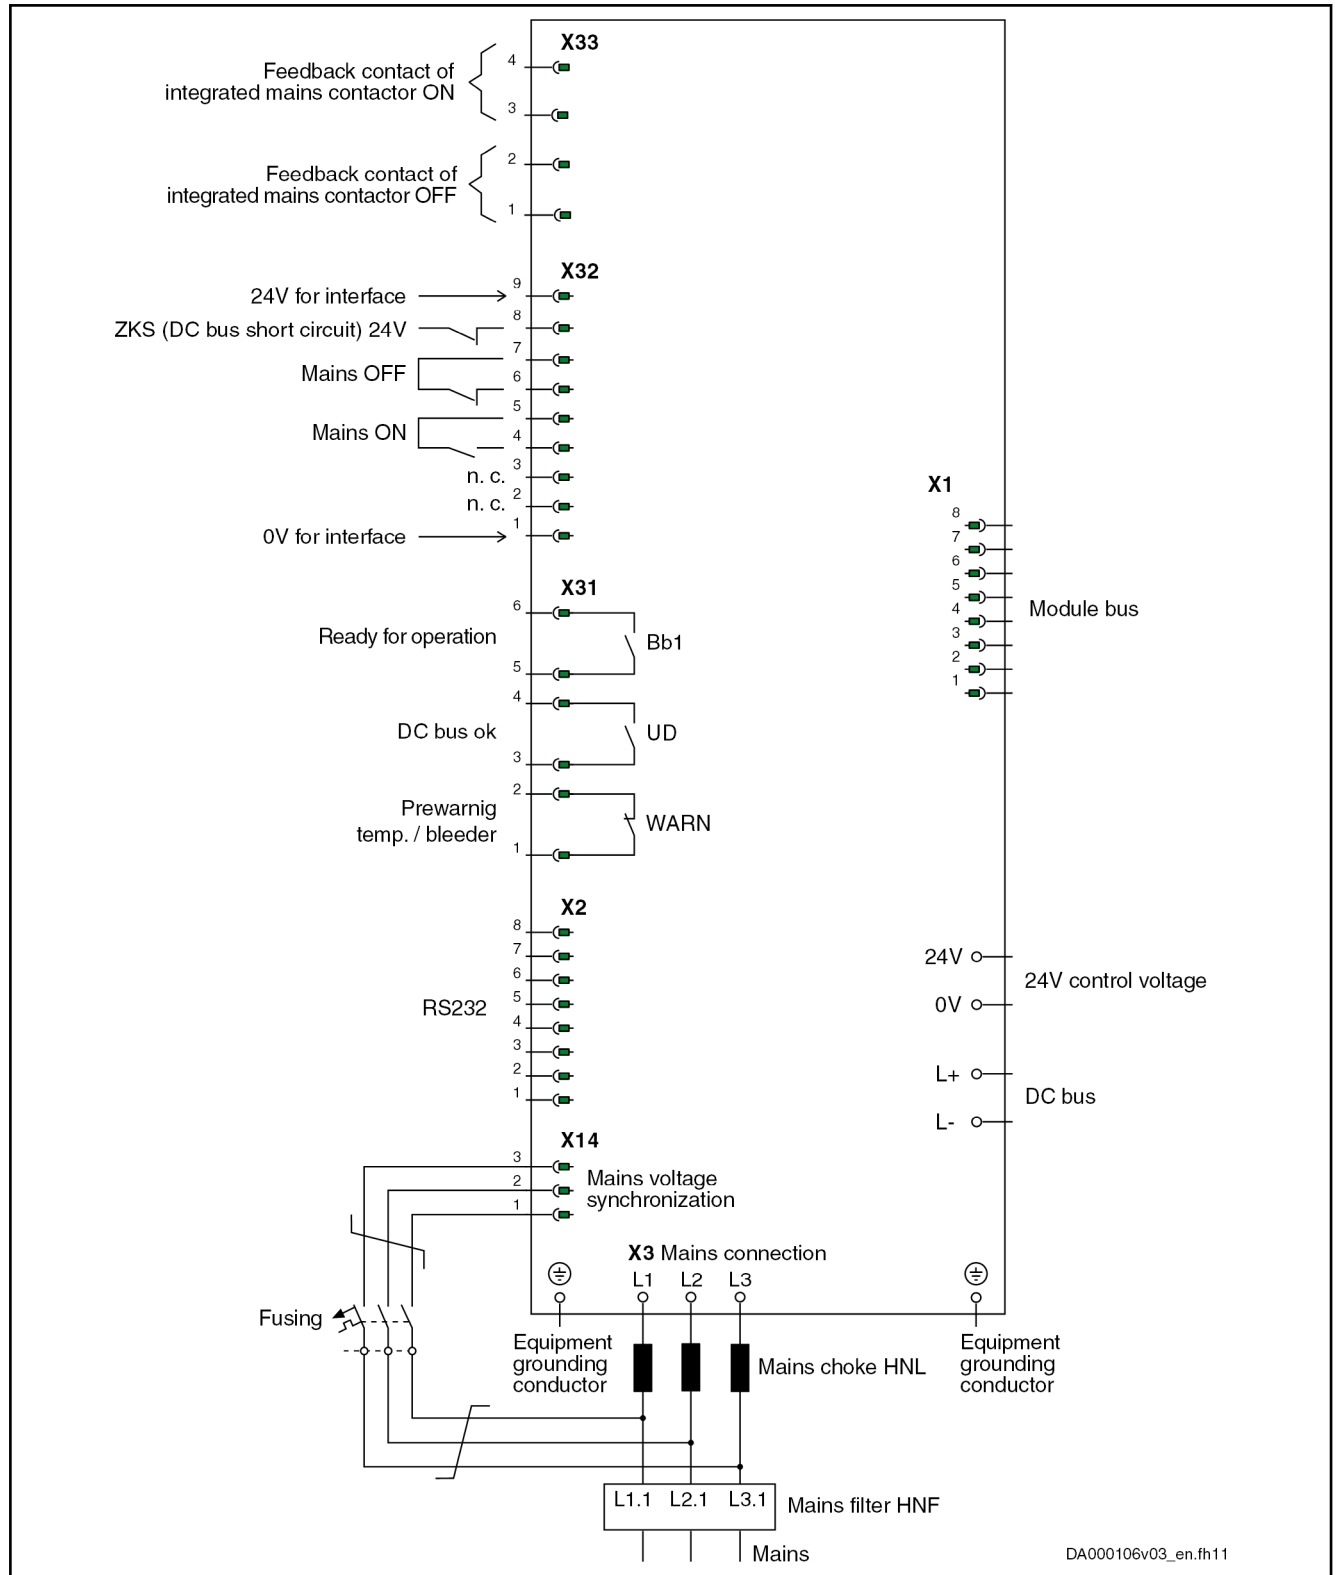 X33
4
Feedback contact of
integrated mains contactor ON
3
2
Feedback contact of
integrated mains contactor OFF
1
X32
9
24V for interface
8
ZKS (DC bus short circuit) 24V
7
Mains OFF
6
5
Mains ON
4
3
n. c.
2
n. c.
1
0V for interface
X1
8
7
6
5
4
3
2
1
Module bus
X31
6
Ready for operation
Bb1
5
4
DC bus ok
UD
3
2
Prewarnig
temp. / bleeder
WARN
1
X2
8
7
6
5
4
3
2
1
RS232
24V
0V
24V control voltage
L+
L-
DC bus
X14
3
2
1
Mains voltage
synchronization
X3 Mains connection
L1 L2 L3
Fusing
Equipment
grounding
conductor
Mains choke HNL
Equipment
grounding
conductor
L1.1 L2.1 L3.1
Mains filter HNF
Mains
DA000106v03_en.fh11